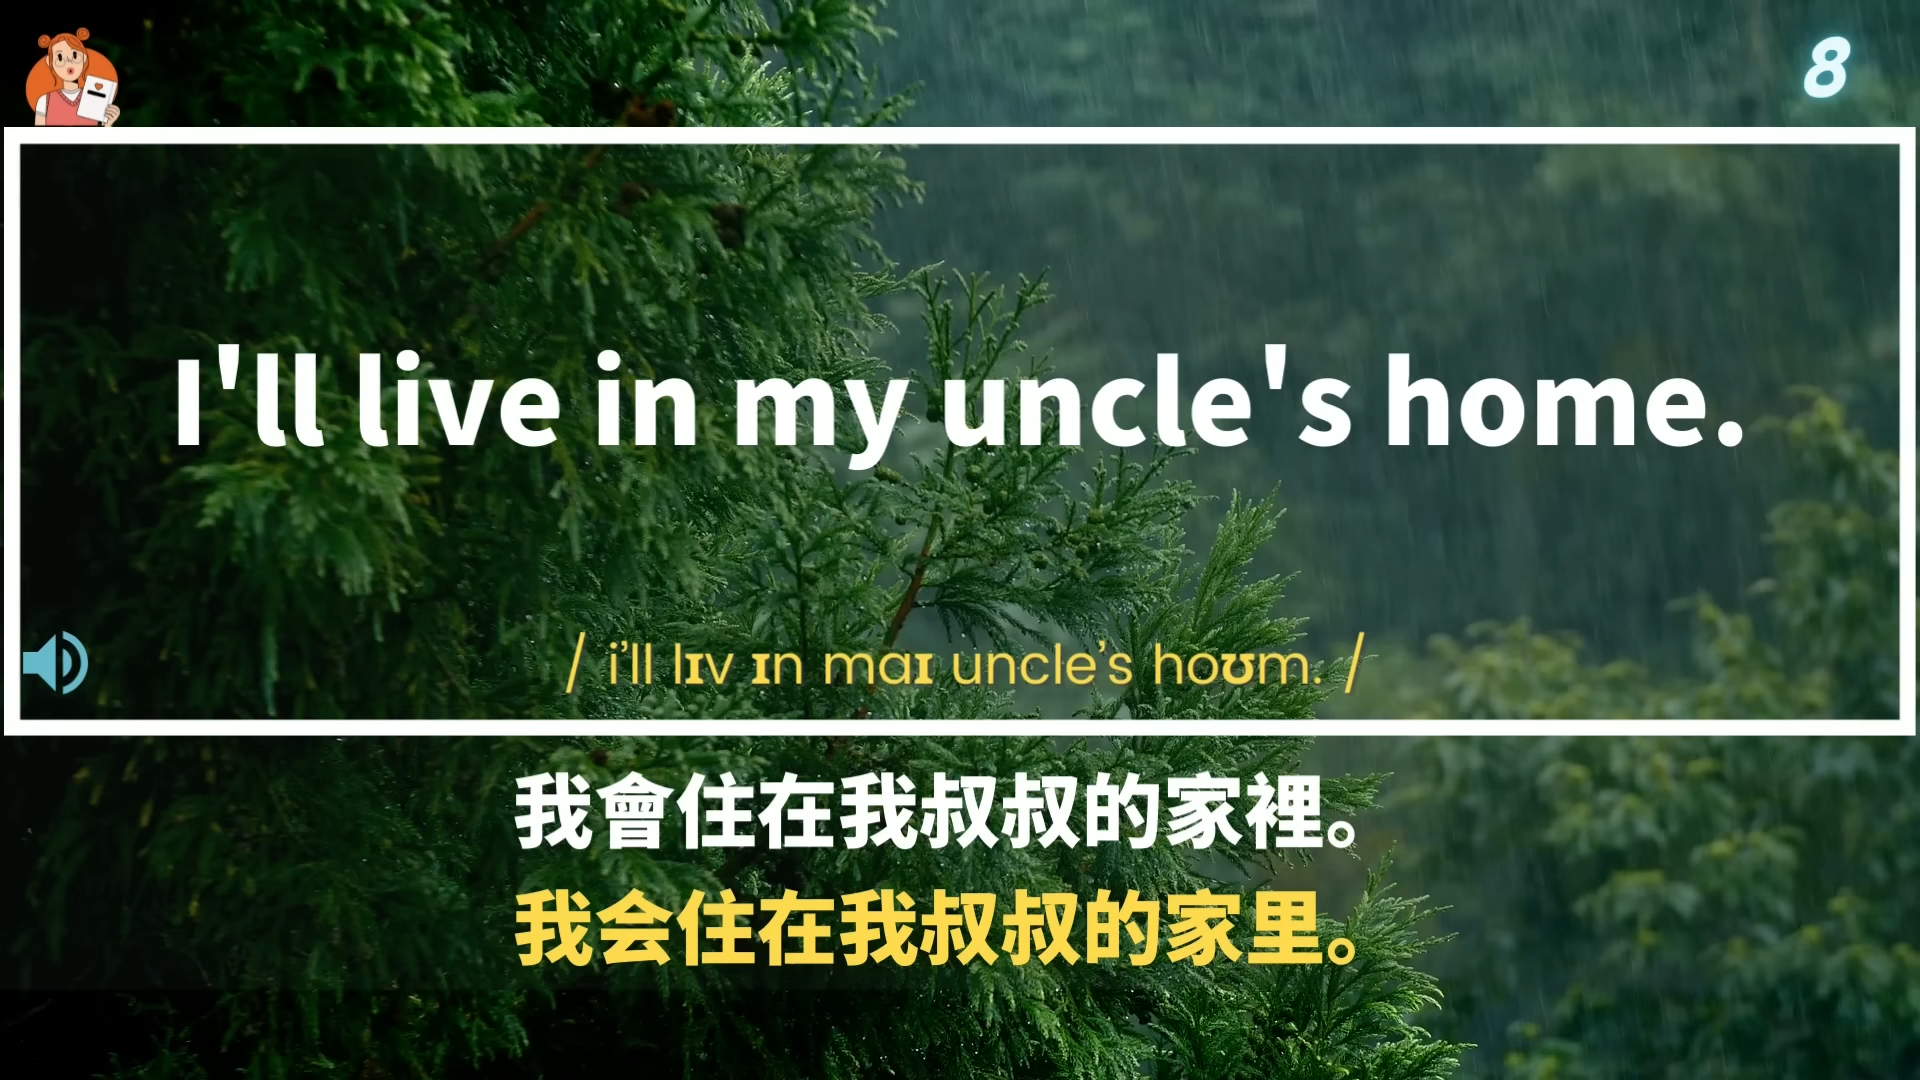 8
I'll live in my uncle's home.
/ i’ll lɪv ɪn maɪ uncle’s hoʊm. /
我會住在我叔叔的家裡。
我会住在我叔叔的家里。